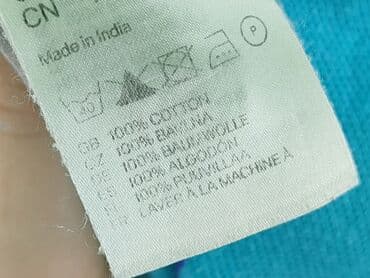 CN
Made in India
40
P
GB 100% COTTON
CZ 100% BAVLNA
DE 100% BAUMWOLLE
ES 100% ALGODÓN
FI 100% PUUVILLAA
FR LAVER À LA MACHINE À